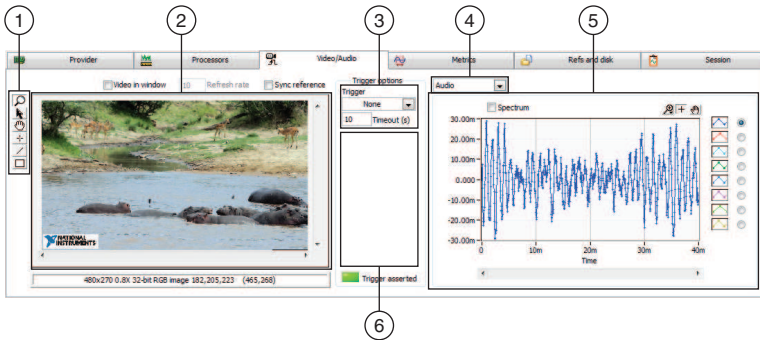 1
2
3
4
5
Provider
Processors
Video/Audio
Metrics
Refs and disk
Session
Video in window
10
Refresh rate
Sync reference
Trigger options
Trigger
None
10
Timeout (s)
Audio
Spectrum
30.00m
20.00m
10.00m
0.00
-10.00m
-20.00m
-30.00m
0
10m
20m
30m
40m
Time
NATIONAL
INSTRUMENTS
480x270 0.8X 32-bit RGB image 182,205,223 (465,268)
Trigger asserted
6